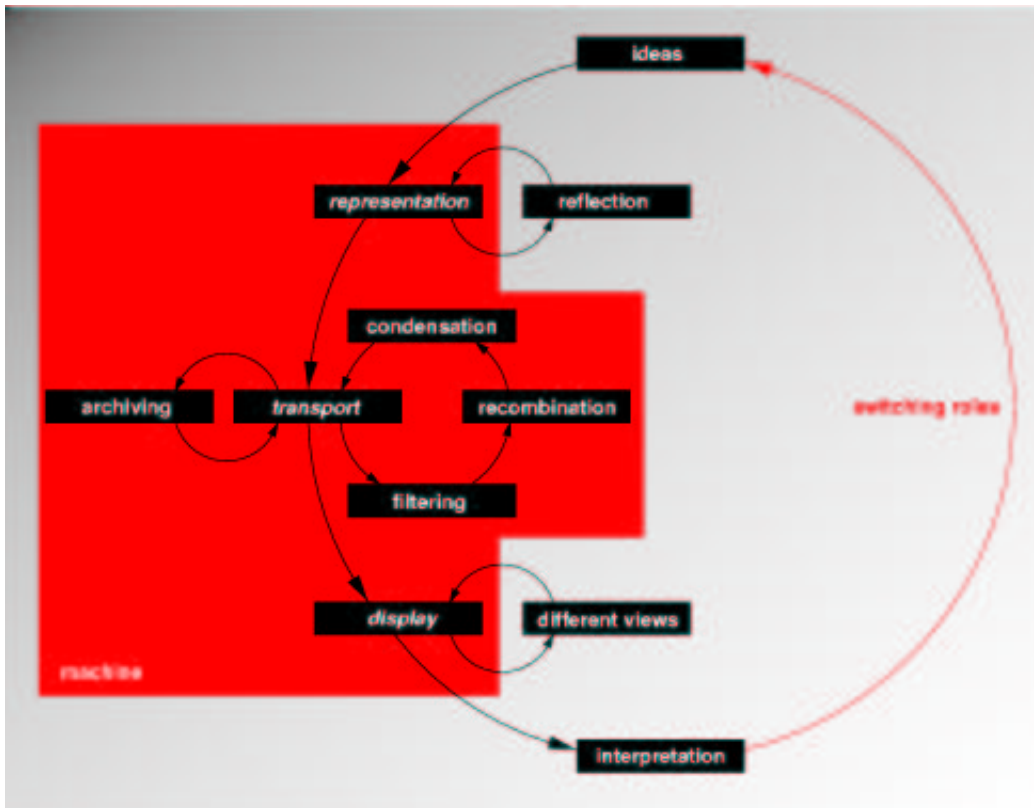 ideas
representation
reflection
condensation
archiving
transport
recombination
switching roles
filtering
display
different views
machine
interpretation